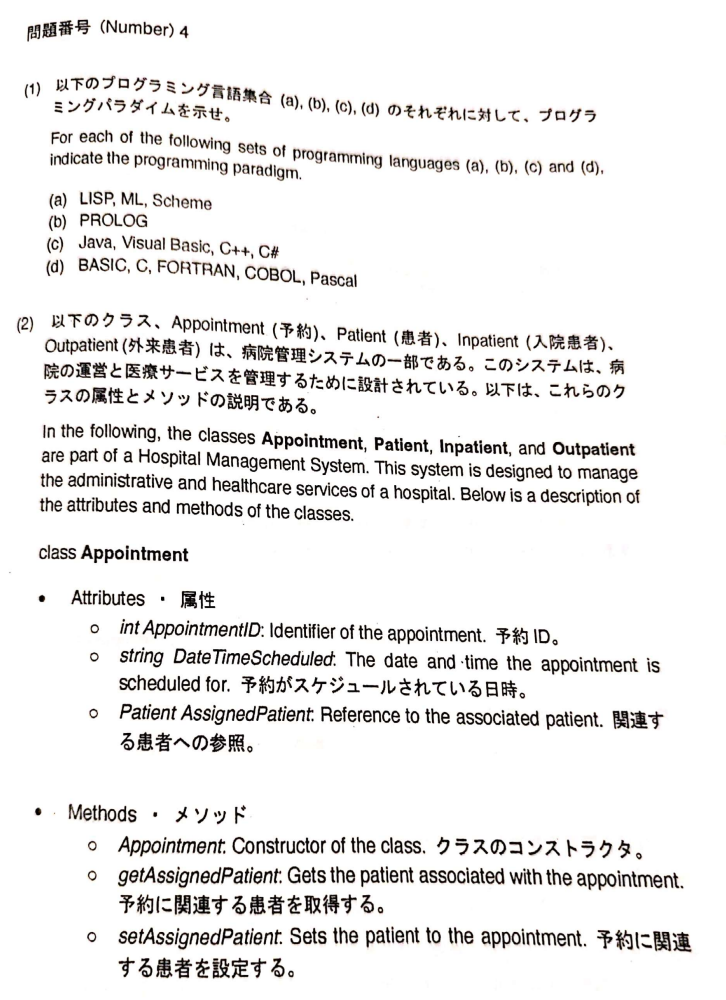 問題番号 (Number) 4
(1) 以下のプログラミング言語集合 (a), (b), (c), (d) のそれぞれに対して、プログラ
ミングパラダイムを示せ。
For each of the following sets of programming languages (a), (b), (c) and (d),
indicate the programming paradigm.
(a) LISP, ML, Scheme
(b) PROLOG
(c) Java, Visual Basic, C++, C#
(d) BASIC, C, FORTRAN, COBOL, Pascal
(2) 以下のクラス、Appointment (予約)、Patient (患者)、Inpatient (入院患者)、
Outpatient (外来患者) は、病院管理システムの一部である。このシステムは、病
院の運営と医療サービスを管理するために設計されている。以下は、これらのク
ラスの属性とメソッドの説明である。
In the following, the classes Appointment, Patient, Inpatient, and Outpatient
are part of a Hospital Management System. This system is designed to manage
the administrative and healthcare services of a hospital. Below is a description of
the attributes and methods of the classes.
class Appointment
• Attributes ・ 属性
○ int AppointmentID: Identifier of the appointment. 予約 ID。
○ string DateTimeScheduled: The date and time the appointment is
scheduled for. 予約がスケジュールされている日時。
○ Patient AssignedPatient: Reference to the associated patient. 関連す
る患者への参照。
• Methods ・ メソッド
○ Appointment: Constructor of the class. クラスのコンストラクタ。
○ getAssignedPatient: Gets the patient associated with the appointment.
予約に関連する患者を取得する。
○ setAssignedPatient: Sets the patient to the appointment. 予約に関連
する患者を設定する。